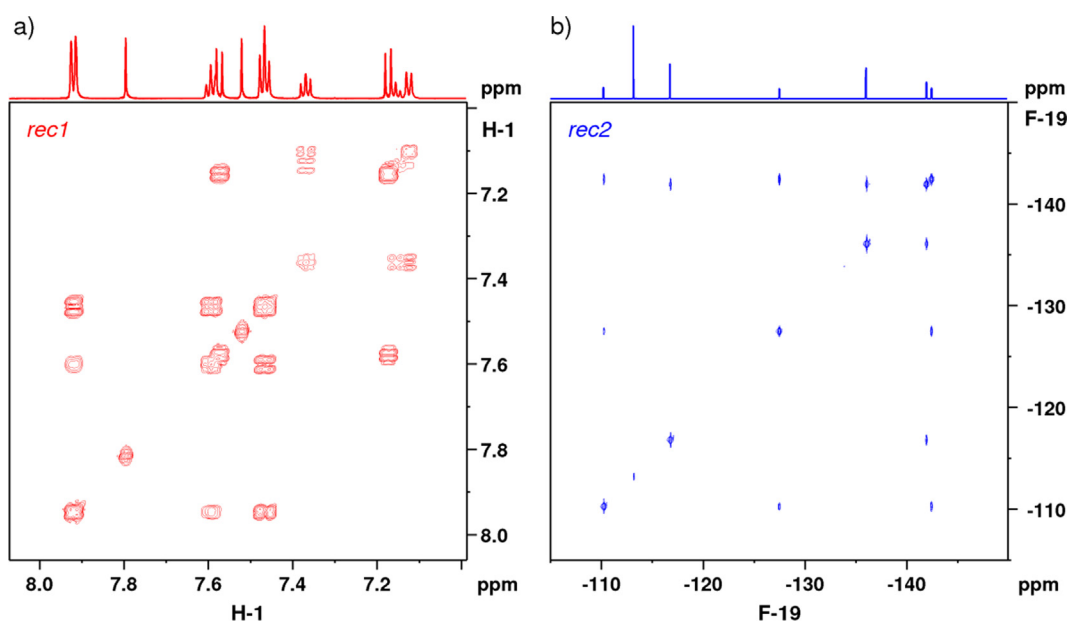 a)
ppm
H-1
rec1
7.2
7.4
7.6
7.8
8.0
8.0 7.8 7.6 7.4 7.2 ppm
H-1
b)
ppm
F-19
rec2
-140
-130
-120
-110
-110 -120 -130 -140 ppm
F-19